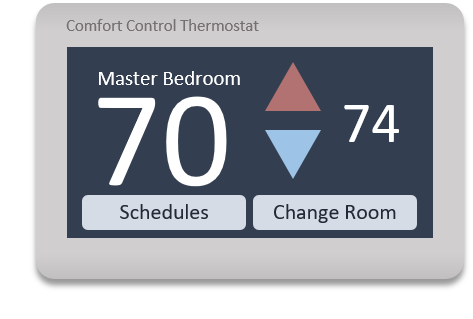 Comfort Control Thermostat
Master Bedroom
70
74
Schedules
Change Room